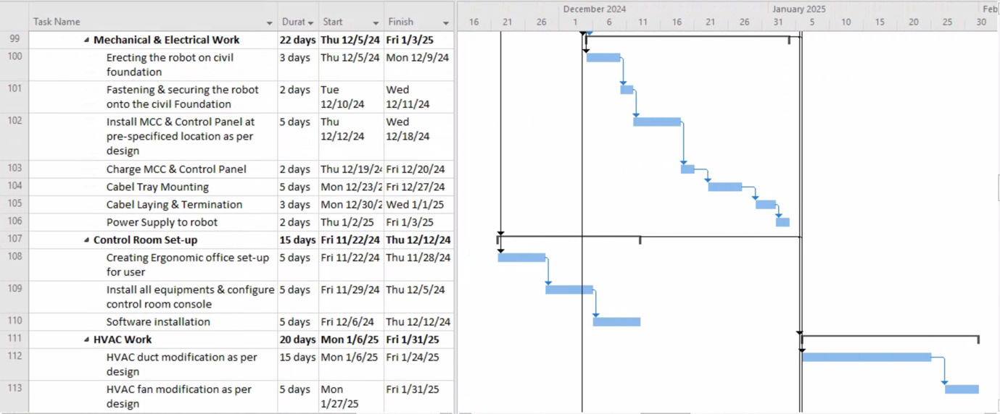 December 2024 January 2025 Feb
Task Name Durat Start Finish 16 21 26 1 6 11 16 21 26 31 5 10 15 20 25 30
99 Mechanical & Electrical Work 22 days Thu 12/5/24 Fri 1/3/25
100 Erecting the robot on civil 3 days Thu 12/5/24 Mon 12/9/24
foundation
101 Fastening & securing the robot 2 days Tue Wed
onto the civil Foundation 12/10/24 12/11/24
102 Install MCC & Control Panel at 5 days Thu Wed
pre-specificed location as per 12/12/24 12/18/24
design
103 Charge MCC & Control Panel 2 days Thu 12/19/24 Fri 12/20/24
104 Cabel Tray Mounting 5 days Mon 12/23/2 Fri 12/27/24
105 Cabel Laying & Termination 3 days Mon 12/30/2 Wed 1/1/25
106 Power Supply to robot 2 days Thu 1/2/25 Fri 1/3/25
107 Control Room Set-up 15 days Fri 11/22/24 Thu 12/12/24
108 Creating Ergonomic office set-up 5 days Fri 11/22/24 Thu 11/28/24
for user
109 Install all equipments & configure 5 days Fri 11/29/24 Thu 12/5/24
control room console
110 Software installation 5 days Fri 12/6/24 Thu 12/12/24
111 HVAC Work 20 days Mon 1/6/25 Fri 1/31/25
112 HVAC duct modification as per 15 days Mon 1/6/25 Fri 1/24/25
design
113 HVAC fan modification as per 5 days Mon Fri 1/31/25
design 1/27/25